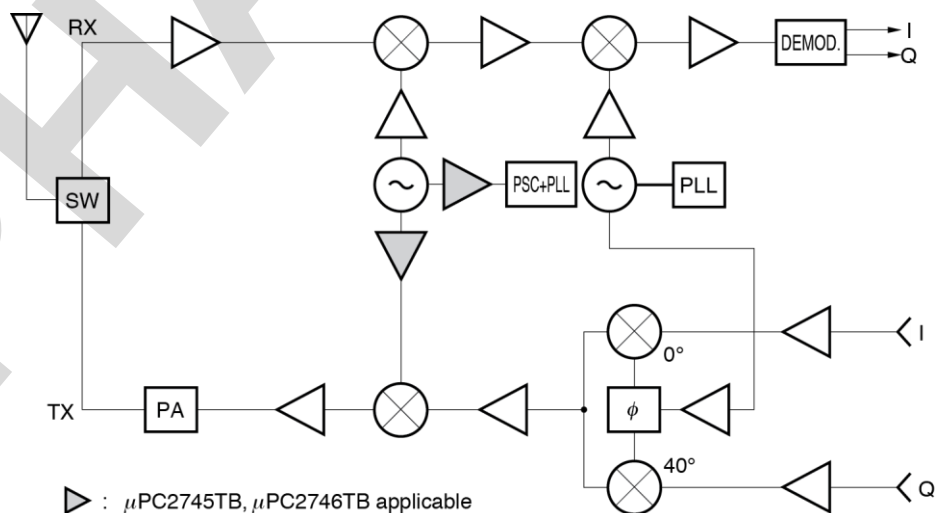 RX
I
DEMOD.
Q
SW
PSC+PLL
PLL
0°
I
TX
PA
ϕ
40°
Q
: μPC2745TB, μPC2746TB applicable